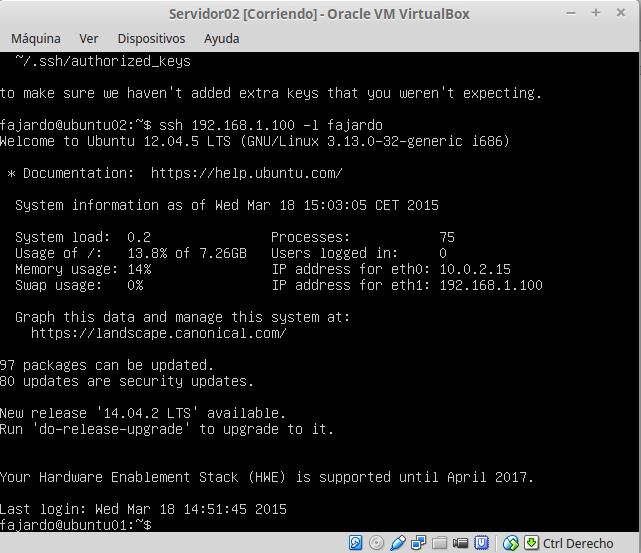 Servidor02 [Corriendo] - Oracle VM VirtualBox
Máquina Ver Dispositivos Ayuda
~/.ssh/authorized_keys
to make sure we haven't added extra keys that you weren't expecting.
fajardo@ubuntu02:~$ ssh 192.168.1.100 -l fajardo
Welcome to Ubuntu 12.04.5 LTS (GNU/Linux 3.13.0-32-generic i686)
* Documentation: https://help.ubuntu.com/
System information as of Wed Mar 18 15:03:05 CET 2015
System load: 0.2 Processes: 75
Usage of /: 13.8% of 7.26GB Users logged in: 0
Memory usage: 14% IP address for eth0: 10.0.2.15
Swap usage: 0% IP address for eth1: 192.168.1.100
Graph this data and manage this system at:
https://landscape.canonical.com/
97 packages can be updated.
80 updates are security updates.
New release '14.04.2 LTS' available.
Run 'do-release-upgrade' to upgrade to it.
Your Hardware Enablement Stack (HWE) is supported until April 2017.
Last login: Wed Mar 18 14:51:45 2015
fajardo@ubuntu01:~$
Ctrl Derecho